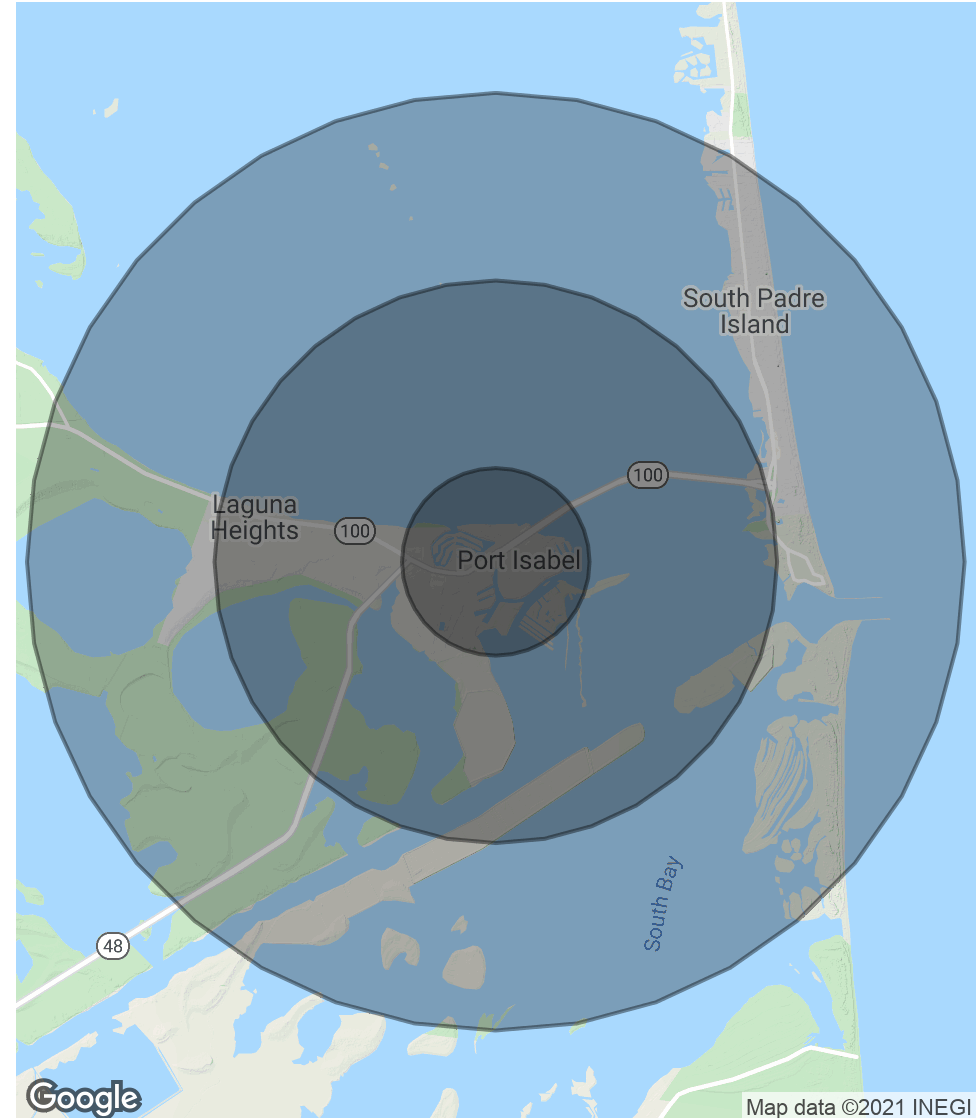 South Padre
Island
100
Laguna
Heights
100
Port Isabel
South Bay
48
Google
Map data ©2021 INEGI